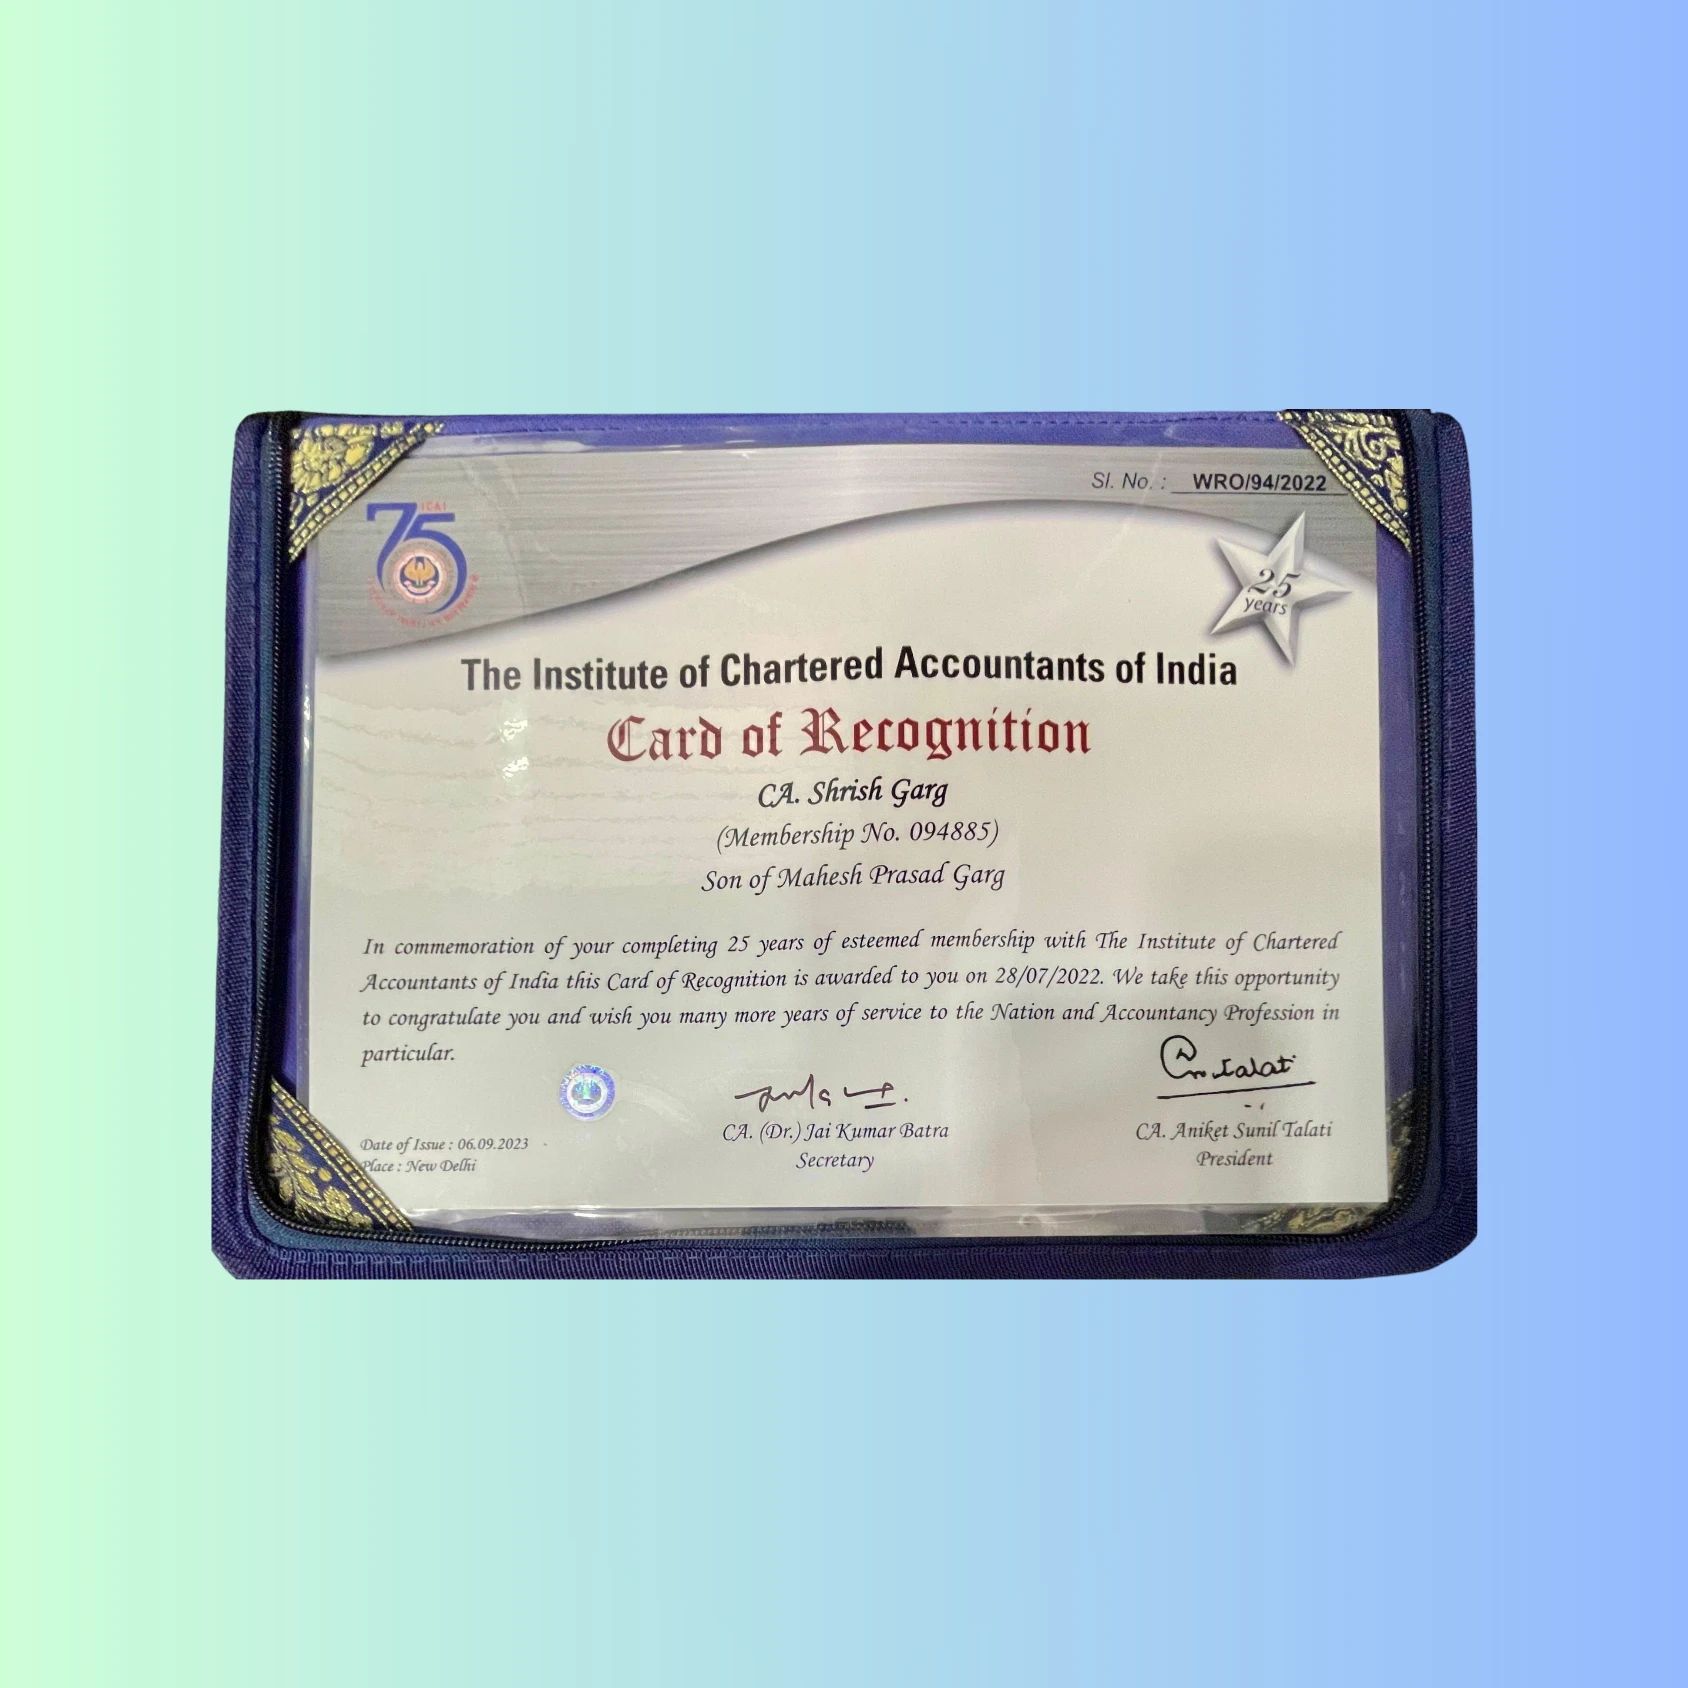 Sl. No. : WRO/94/2022
ICAI
75
25
years
The Institute of Chartered Accountants of India
Card of Recognition
CA. Shrish Garg
(Membership No. 094885)
Son of Mahesh Prasad Garg
In commemoration of your completing 25 years of esteemed membership with The Institute of Chartered
Accountants of India this Card of Recognition is awarded to you on 28/07/2022. We take this opportunity
to congratulate you and wish you many more years of service to the Nation and Accountancy Profession in
particular.
Talati
CA. (Dr.) Jai Kumar Batra
Secretary
CA. Aniket Sunil Talati
President
Date of Issue : 06.09.2023
Place : New Delhi